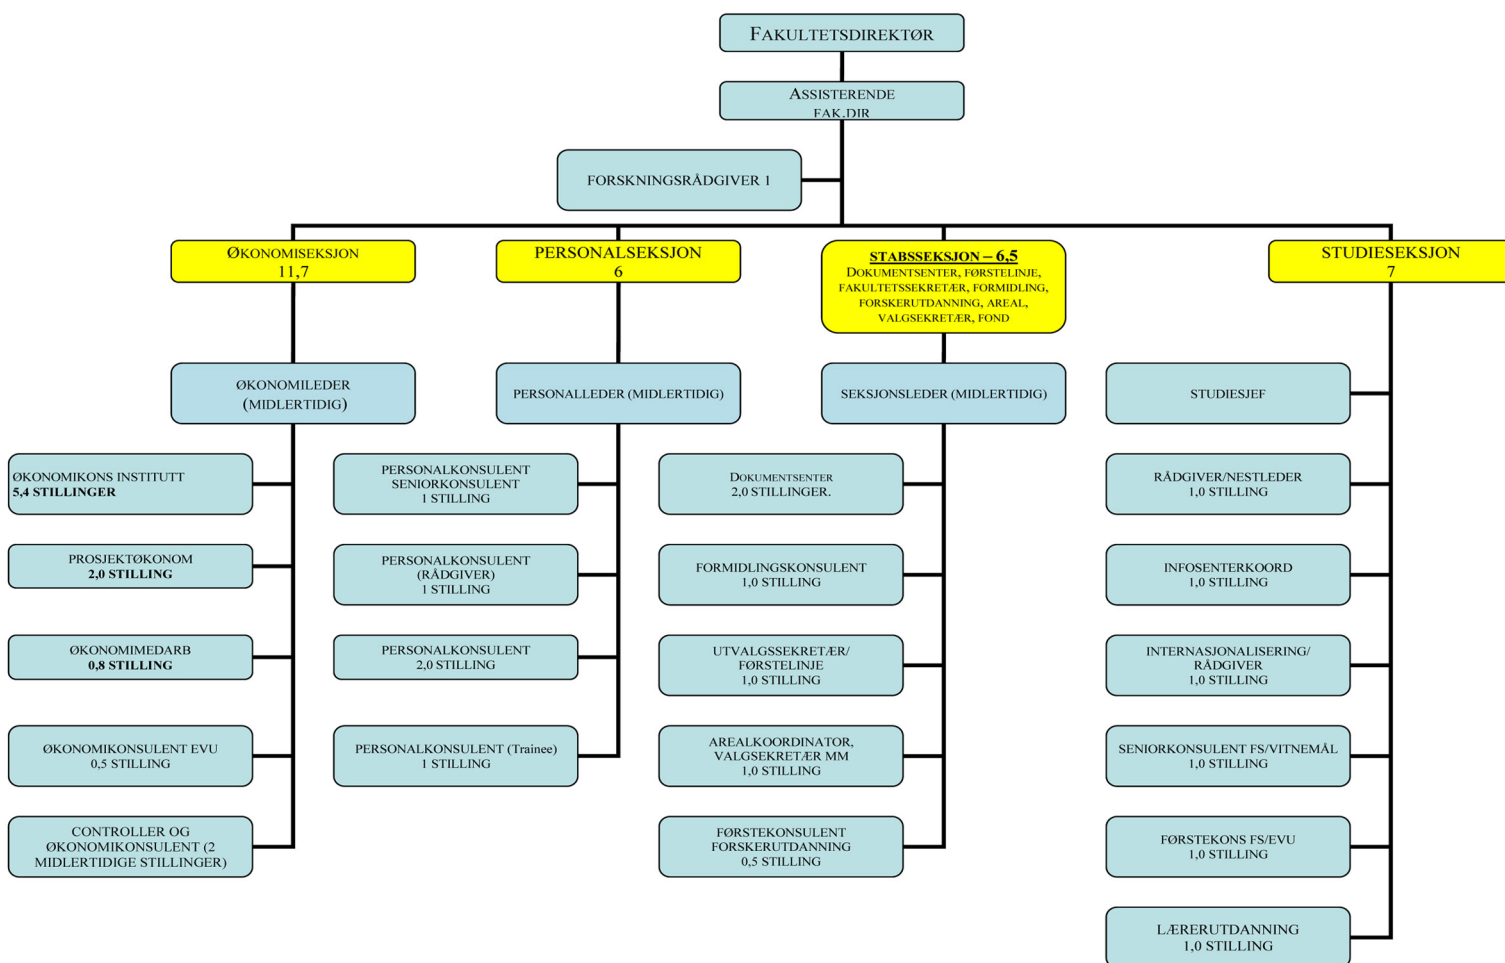 FAKULTETSDIREKTØR
ASSISTERENDE
FAK.DIR
FORSKNINGSRÅDGIVER 1
ØKONOMISEKSJON
11,7
PERSONALSEKSJON
6
STABSSEKSJON – 6,5
DOKUMENTSENTER, FØRSTELINJE,
FAKULTETSSEKRETÆR, FORMIDLING,
FORSKERUTDANNING, AREAL,
VALGSEKRETÆR, FOND
STUDIESEKSJON
7
ØKONOMILEDER
(MIDLERTIDIG)
PERSONALLEDER (MIDLERTIDIG)
SEKSJONSLEDER (MIDLERTIDIG)
STUDIESJEF
ØKONOMIKONS INSTITUTT
5,4 STILLINGER
PERSONALKONSULENT
SENIORKONSULENT
1 STILLING
DOKUMENTSENTER
2,0 STILLINGER.
RÅDGIVER/NESTLEDER
1,0 STILLING
PROSJEKTØKONOM
2,0 STILLING
PERSONALKONSULENT
(RÅDGIVER)
1 STILLING
FORMIDLINGSKONSULENT
1,0 STILLING
INFOSENTERKOORD
1,0 STILLING
ØKONOMIMEDARB
0,8 STILLING
PERSONALKONSULENT
2,0 STILLING
UTVALGSSEKRETÆR/
FØRSTELINJE
1,0 STILLING
INTERNASJONALISERING/
RÅDGIVER
1,0 STILLING
ØKONOMIKONSULENT EVU
0,5 STILLING
PERSONALKONSULENT (Trainee)
1 STILLING
AREALKOORDINATOR,
VALGSEKRETÆR MM
1,0 STILLING
SENIORKONSULENT FS/VITNEMÅL
1,0 STILLING
CONTROLLER OG
ØKONOMIKONSULENT (2
MIDLERTIDIGE STILLINGER)
FØRSTEKONSULENT
FORSKERUTDANNING
0,5 STILLING
FØRSTEKONS FS/EVU
1,0 STILLING
LÆRERUTDANNING
1,0 STILLING